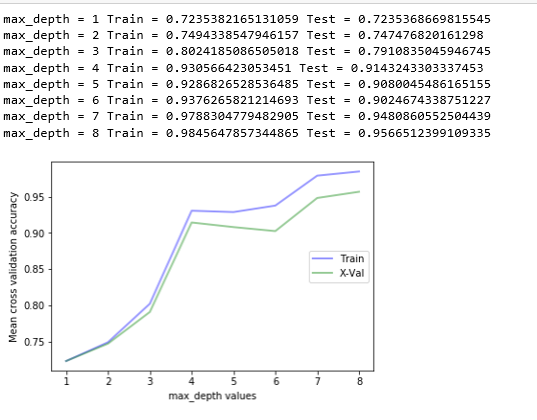 max_depth = 1 Train = 0.7235382165131059 Test = 0.7235368669815545
max_depth = 2 Train = 0.7494338547946157 Test = 0.747476820161298
max_depth = 3 Train = 0.8024185086505018 Test = 0.7910835045946745
max_depth = 4 Train = 0.930566423053451 Test = 0.9143243303337453
max_depth = 5 Train = 0.9286826528536485 Test = 0.9080045486165155
max_depth = 6 Train = 0.9376265821214693 Test = 0.9024674338751227
max_depth = 7 Train = 0.9788304779482905 Test = 0.9480860552504439
max_depth = 8 Train = 0.9845647857344865 Test = 0.9566512399109335
Mean cross validation accuracy
0.95
0.90
0.85
0.80
0.75
Train
X-Val
1 2 3 4 5 6 7 8
max_depth values